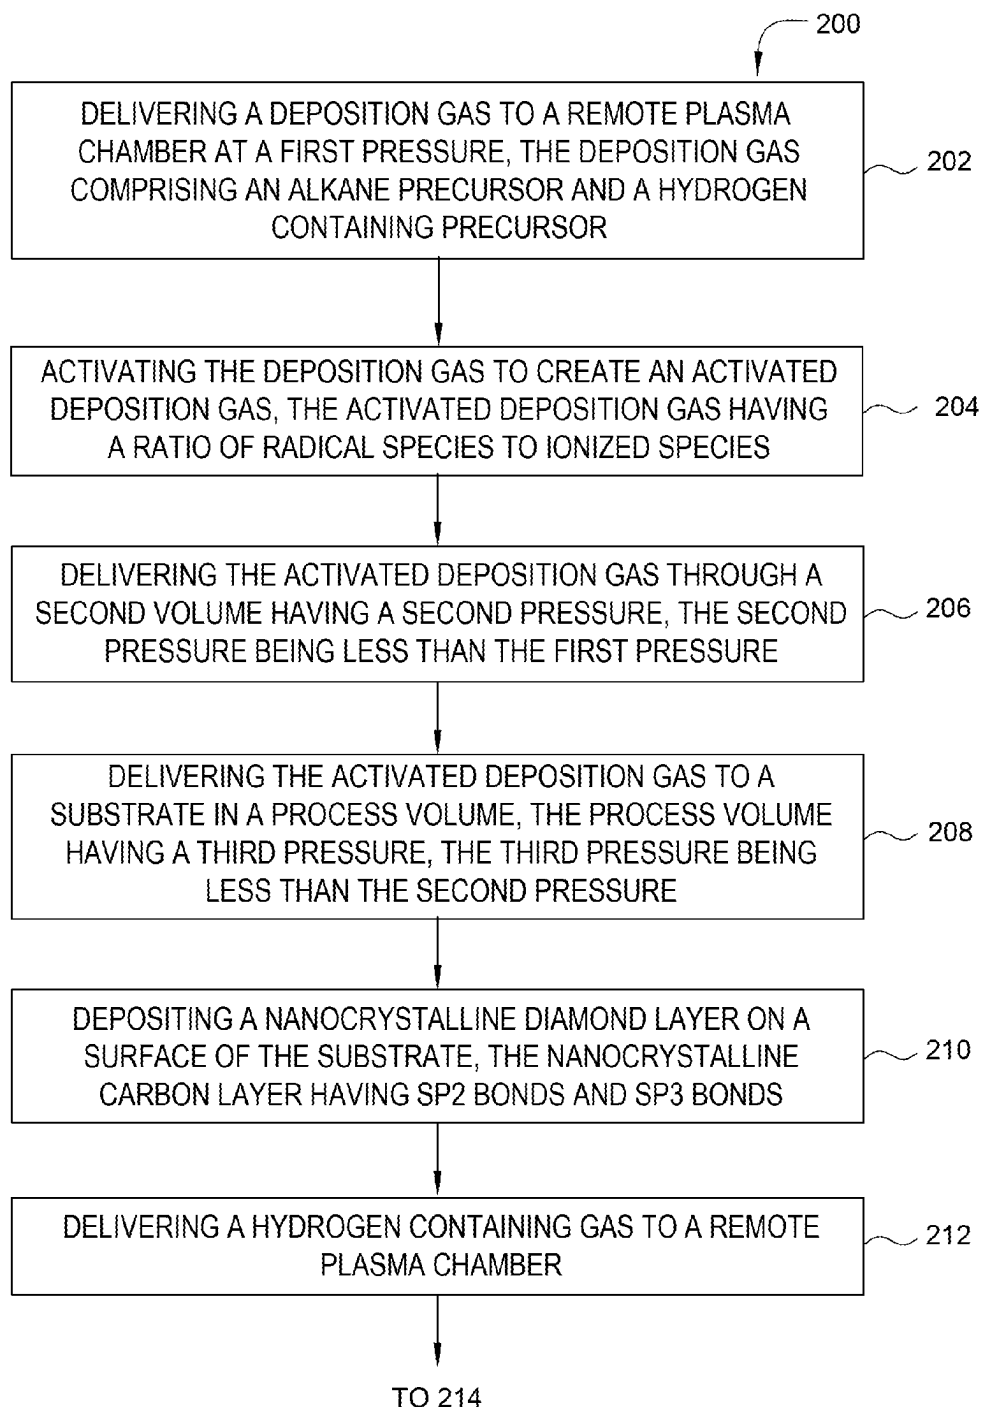 200
DELIVERING A DEPOSITION GAS TO A REMOTE PLASMA
CHAMBER AT A FIRST PRESSURE, THE DEPOSITION GAS
COMPRISING AN ALKANE PRECURSOR AND A HYDROGEN
CONTAINING PRECURSOR
202
ACTIVATING THE DEPOSITION GAS TO CREATE AN ACTIVATED
DEPOSITION GAS, THE ACTIVATED DEPOSITION GAS HAVING
A RATIO OF RADICAL SPECIES TO IONIZED SPECIES
204
DELIVERING THE ACTIVATED DEPOSITION GAS THROUGH A
SECOND VOLUME HAVING A SECOND PRESSURE, THE SECOND
PRESSURE BEING LESS THAN THE FIRST PRESSURE
206
DELIVERING THE ACTIVATED DEPOSITION GAS TO A
SUBSTRATE IN A PROCESS VOLUME, THE PROCESS VOLUME
HAVING A THIRD PRESSURE, THE THIRD PRESSURE BEING
LESS THAN THE SECOND PRESSURE
208
DEPOSITING A NANOCRYSTALLINE DIAMOND LAYER ON A
SURFACE OF THE SUBSTRATE, THE NANOCRYSTALLINE
CARBON LAYER HAVING SP2 BONDS AND SP3 BONDS
210
DELIVERING A HYDROGEN CONTAINING GAS TO A REMOTE
PLASMA CHAMBER
212
TO 214